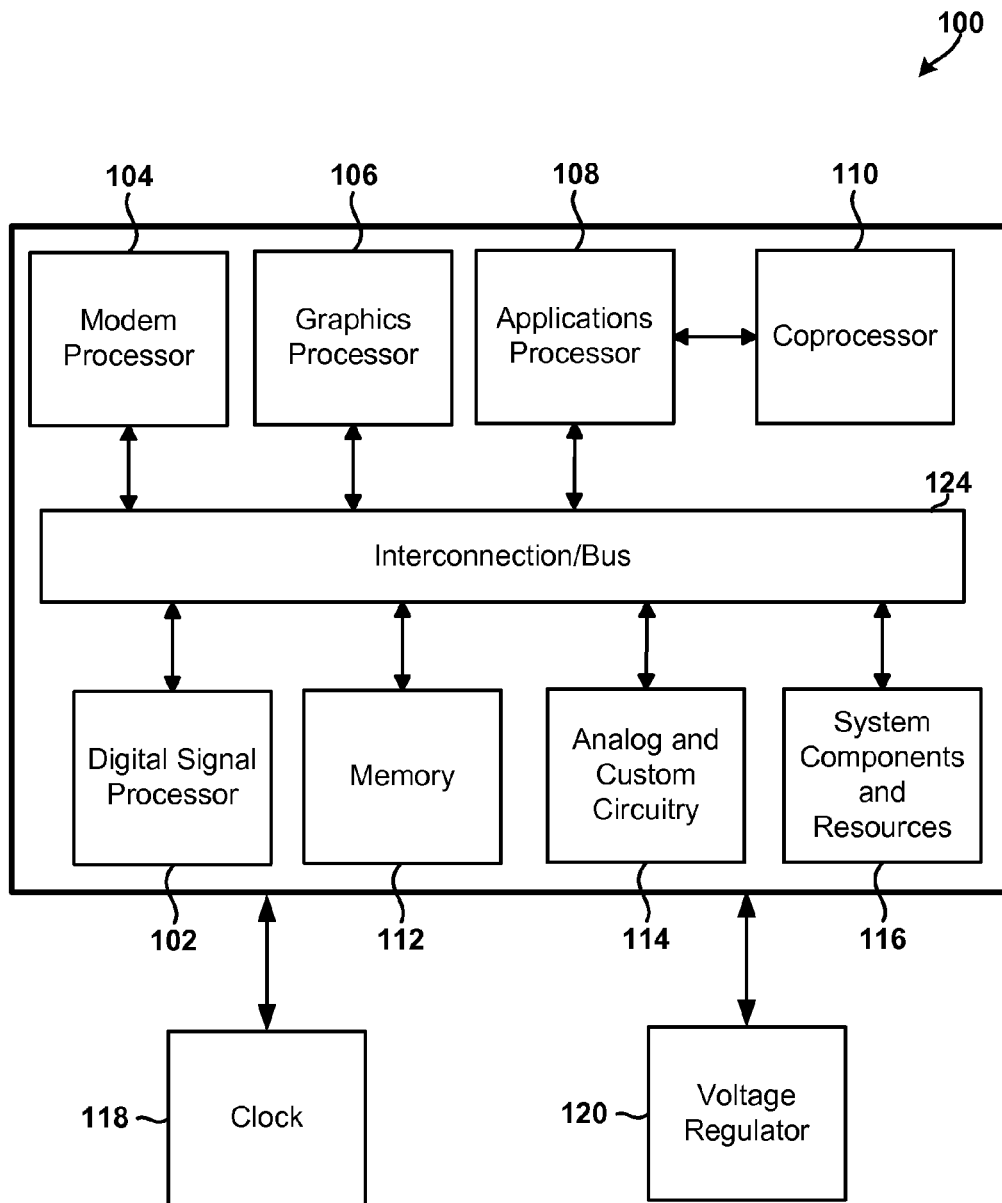 100
104
106
108
110
Modem
Processor
Graphics
Processor
Applications
Processor
Coprocessor
124
Interconnection/Bus
Digital Signal
Processor
Memory
Analog and
Custom
Circuitry
System
Components
and
Resources
102
112
114
116
118
Clock
120
Voltage
Regulator